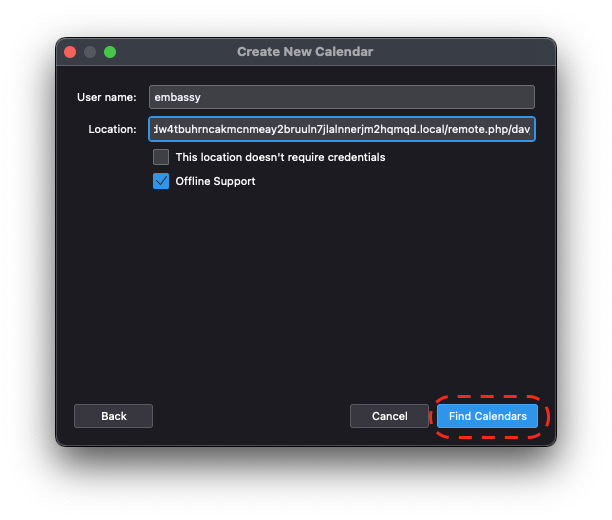 Create New Calendar
User name: embassy
Location: dw4tbuhrncakmcnmeay2bruuln7jlalnnerjm2hqmqd.local/remote.php/dav
This location doesn't require credentials
Offline Support
Back Cancel Find Calendars